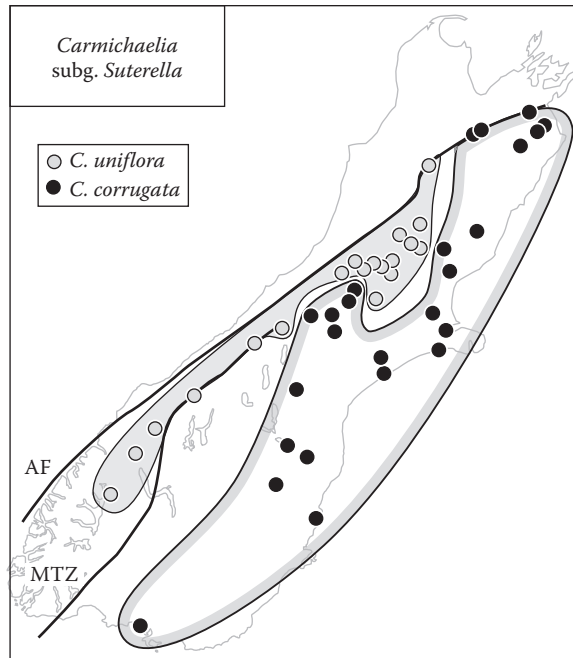 Carmichaelia
subg. Suterella
C. uniflora
C. corrugata
AF
MTZ